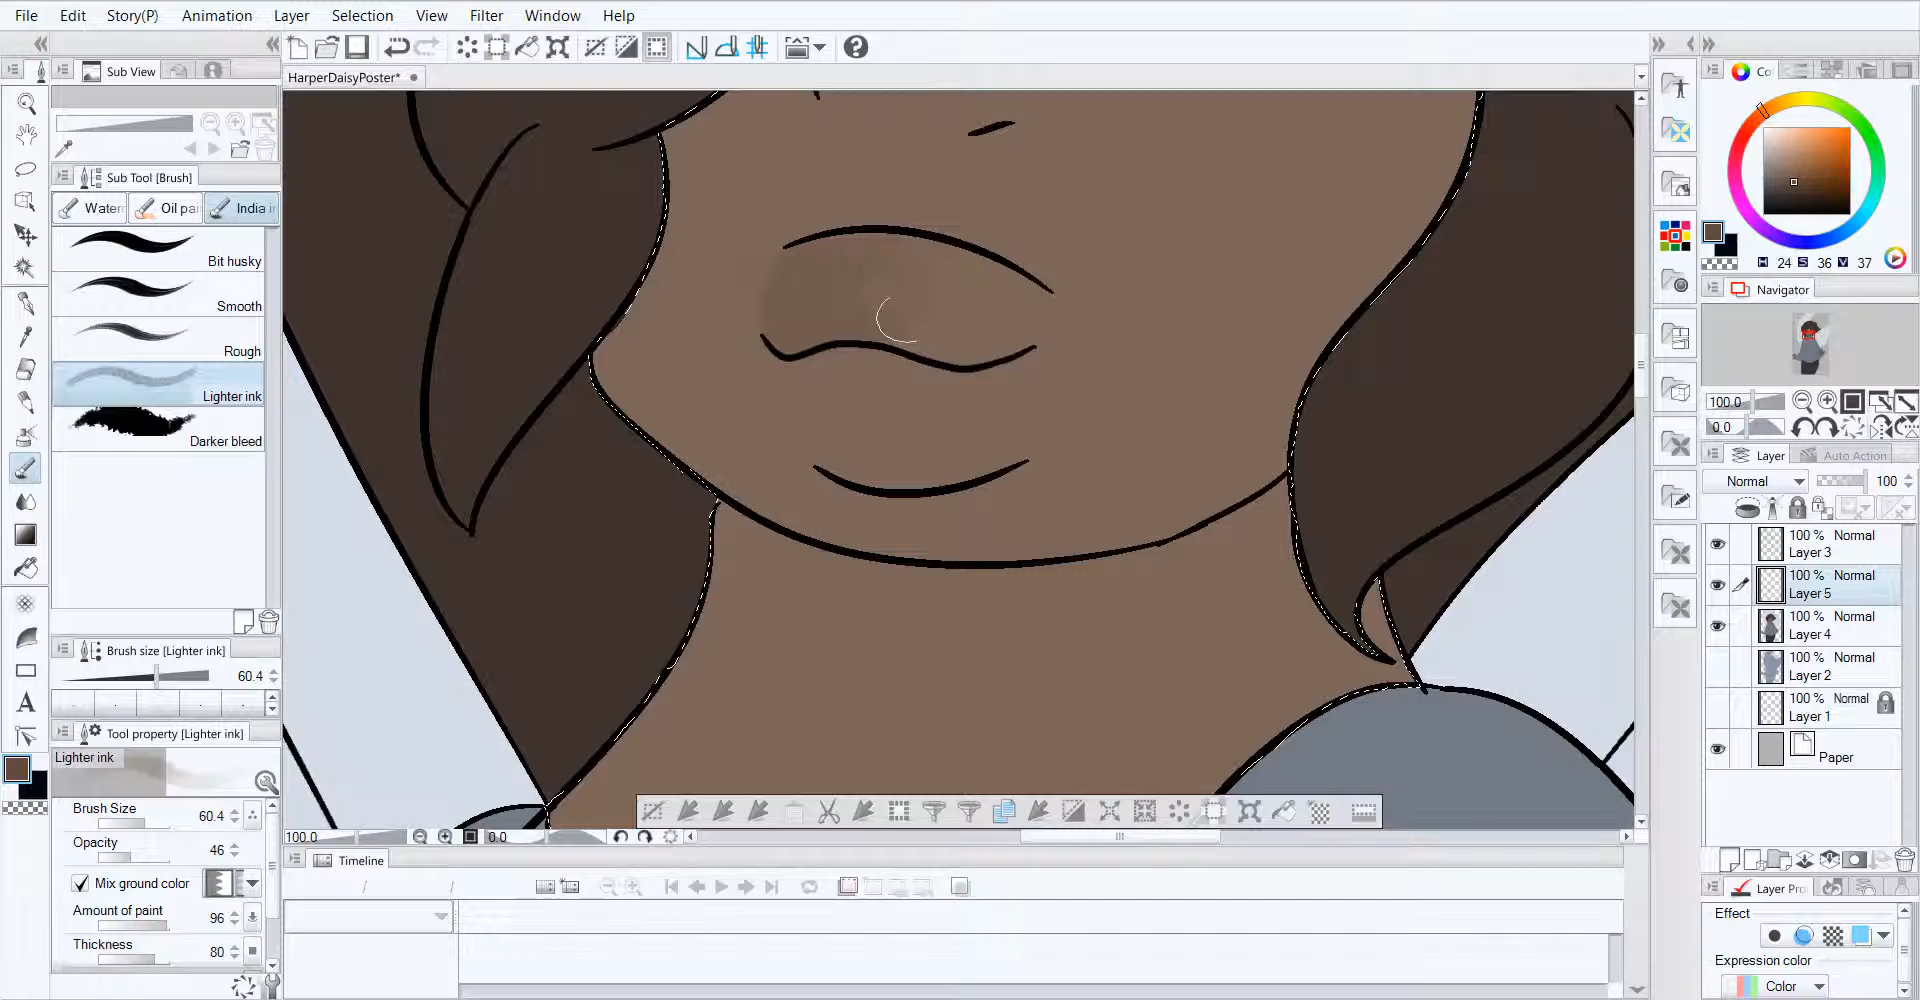 File Edit Story(P) Animation Layer Selection View Filter Window Help
HarperDaisyPoster*
Sub View
Sub Tool [Brush]
Water
Oil pai
India i
Bit husky
Smooth
Rough
Lighter ink
Darker bleed
Brush size [Lighter ink]
60.4
Tool property [Lighter ink]
Lighter ink
Brush Size 60.4
Opacity 46
Mix ground color
Amount of paint 96
Thickness 80
100.0 0.0
Timeline
Co
H 24 S 36 V 37
Navigator
100.0
0.0
Layer Auto Action
Normal 100
100 % Normal
Layer 3
100 % Normal
Layer 5
100 % Normal
Layer 4
100 % Normal
Layer 2
100 % Normal
Layer 1
Paper
Layer Pro
Effect
Expression color
Color